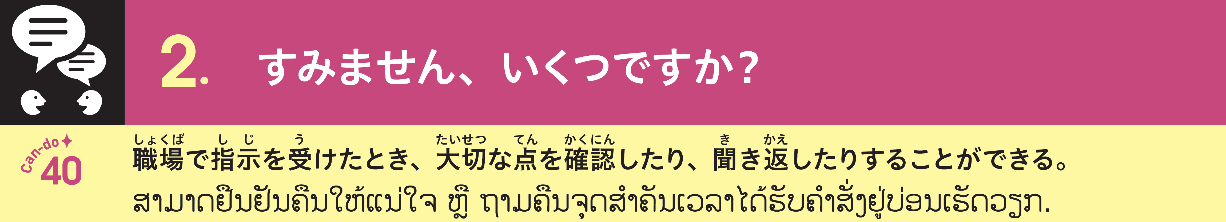 2. すみません、いくつですか?
しょくば し じ う たいせつ てん かくにん き かえ
can-do 40 職場で指示を受けたとき、大切な点を確認したり、聞き返したりすることができる。
ສາມາດຢືນຢັນຄືນໃຫ້ແນ່ໃຈ ຫຼື ຖາມຄືນຈຸດສຳຄັນເວລາໄດ້ຮັບຄຳສັ່ງຢູ່ບ່ອນເຮັດວຽກ.